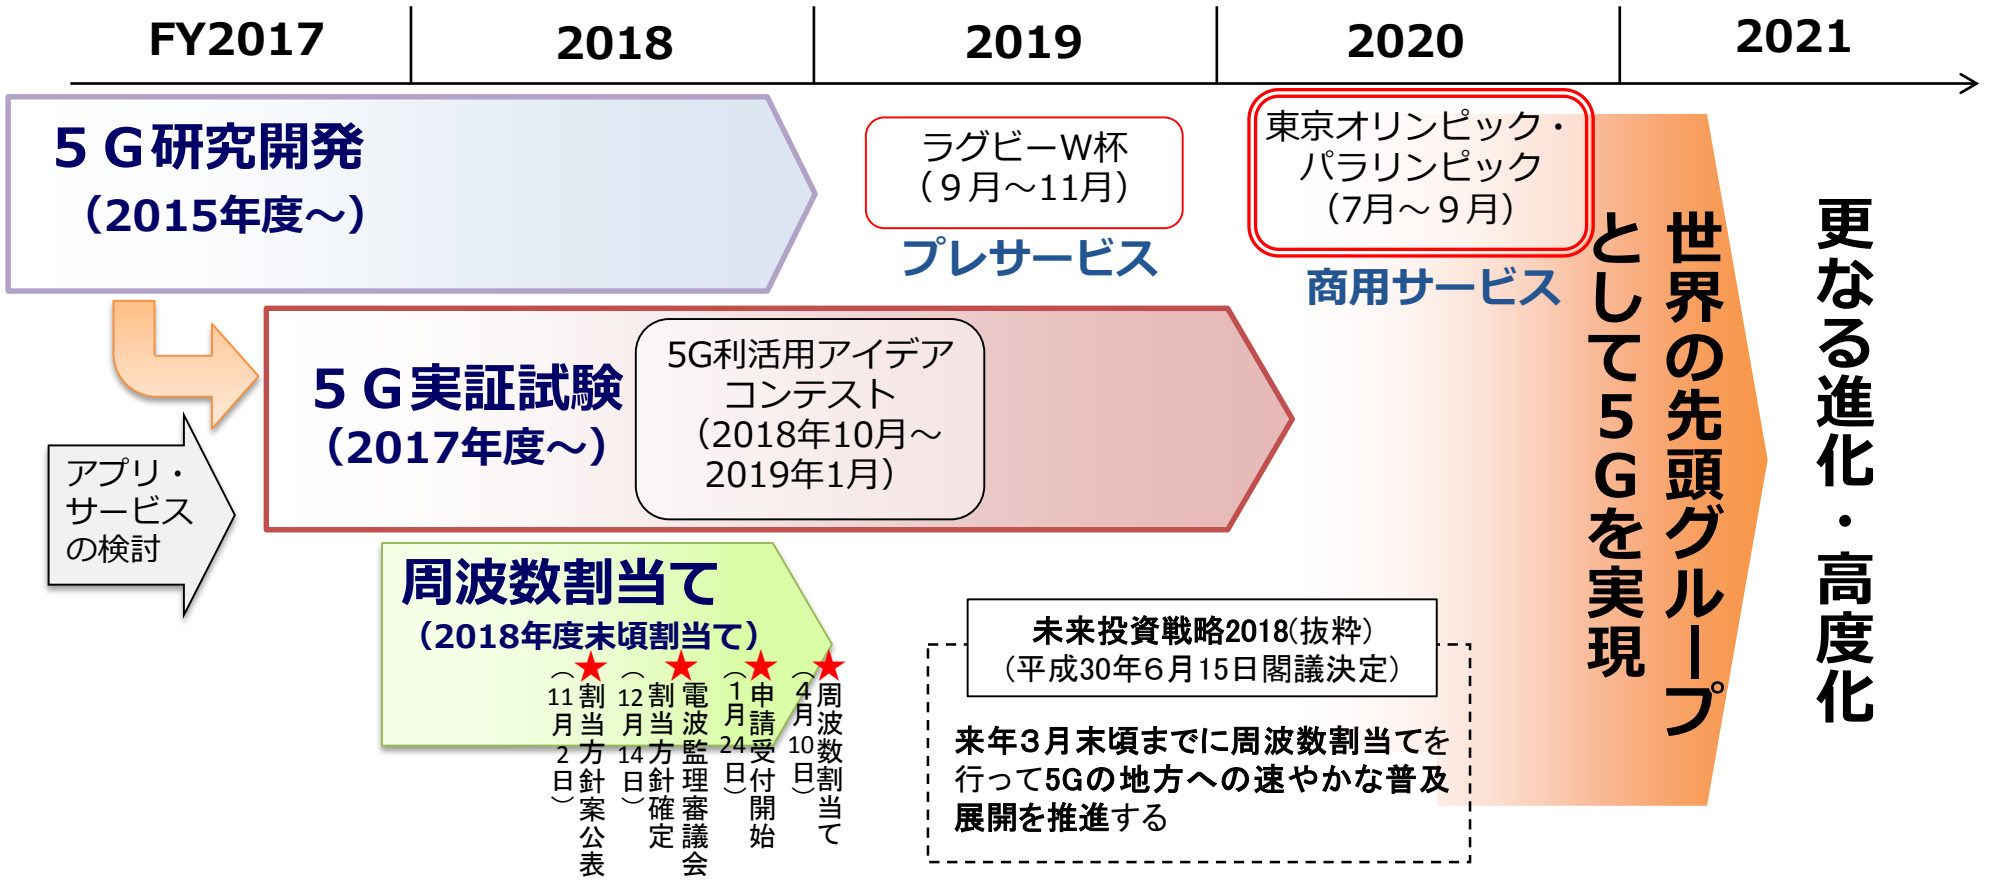 FY2017
2018
2019
2020
2021
5G研究開発
（2015年度～）
ラグビーW杯
（９月～11月）
プレサービス
東京オリンピック・
パラリンピック
（7月～９月）
商用サービス
5G実証試験
（2017年度～）
5G利活用アイデア
コンテスト
（2018年10月～
2019年1月）
アプリ・
サービス
の検討
周波数割当て
（2018年度末頃割当て）
★割当方針案公表
（11月2日）
★電波監理審議会
割当方針確定
（12月14日）
★申請受付開始
（1月24日）
★周波数割当て
（4月10日）
未来投資戦略2018(抜粋)
(平成30年６月15日閣議決定)
来年３月末頃までに周波数割当てを
行って5Gの地方への速やかな普及
展開を推進する
世界の先頭グループ
として5Gを実現
更なる進化・高度化